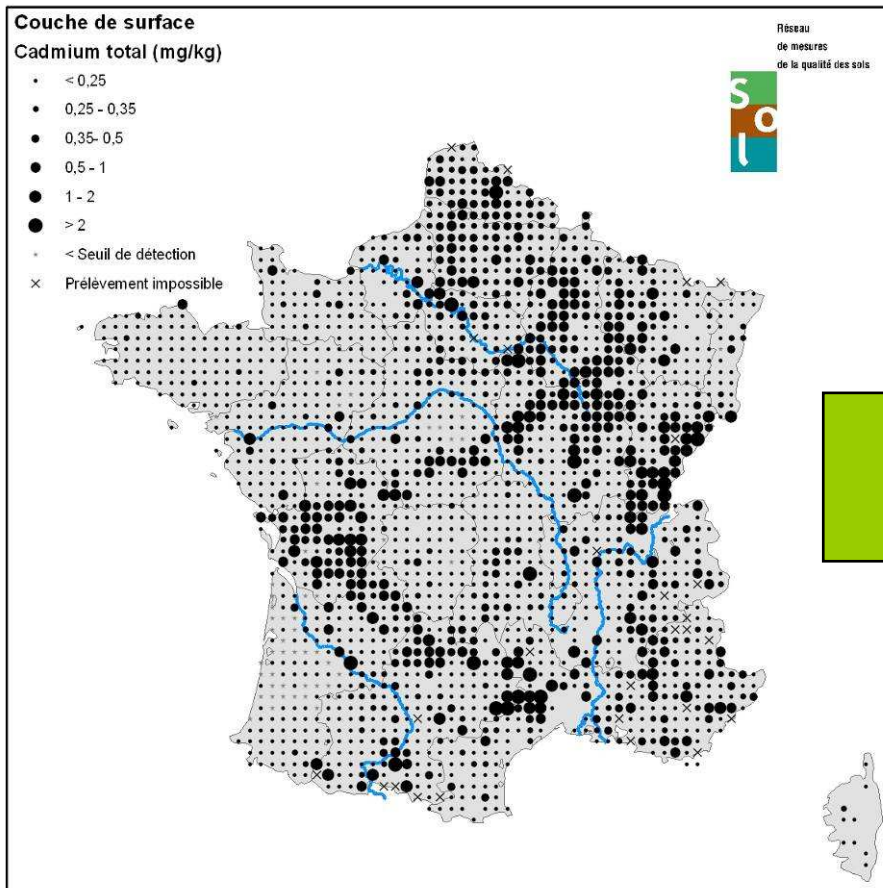 Couche de surface
Cadmium total (mg/kg)
< 0,25
0,25 - 0,35
0,35- 0,5
0,5 - 1
1 - 2
> 2
< Seuil de détection
Prélèvement impossible
Réseau
de mesures
de la qualité des sols
S
o
l